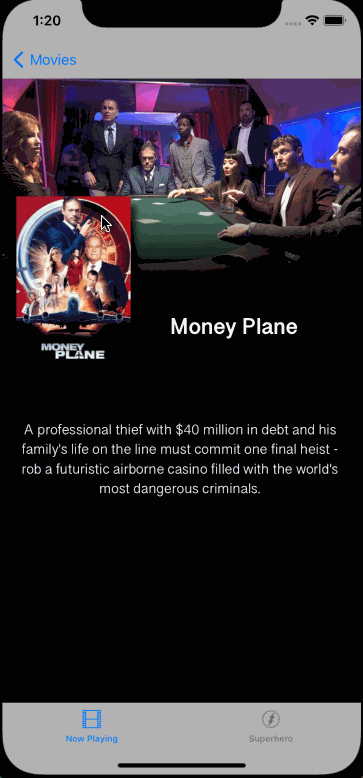 1:20
Movies
MONEY
PLANE
Money Plane
A professional thief with $40 million in debt and his
family's life on the line must commit one final heist -
rob a futuristic airborne casino filled with the world's
most dangerous criminals.
Now Playing
Superhero